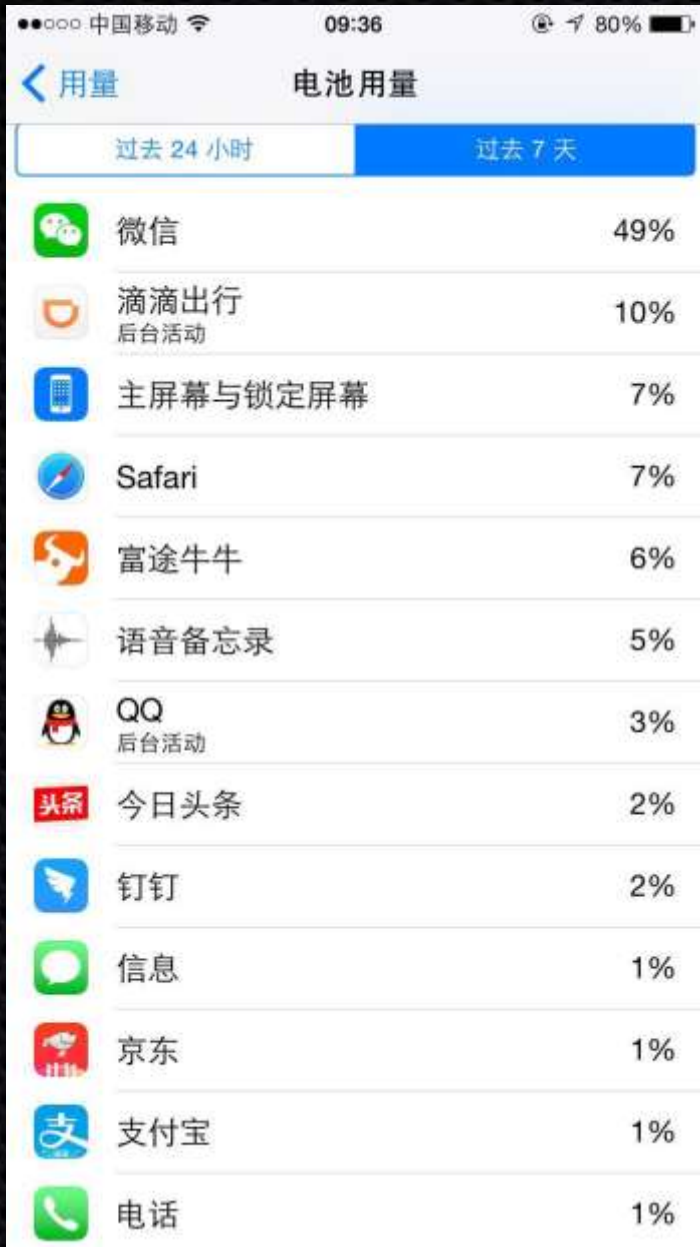 中国移动 09:36 80%
用量 电池用量
过去 24 小时 过去 7 天
微信 49%
滴滴出行 10%
后台活动
主屏幕与锁定屏幕 7%
Safari 7%
富途牛牛 6%
语音备忘录 5%
QQ 3%
后台活动
头条 今日头条 2%
钉钉 2%
信息 1%
京东 1%
支 支付宝 1%
电话 1%